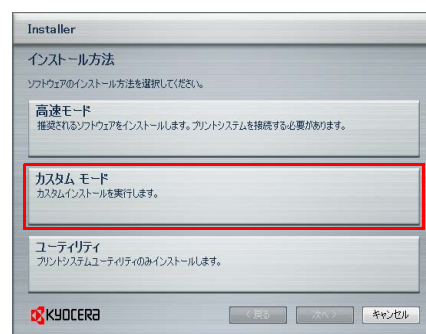 Installer
インストール方法
ソフトウェアのインストール方法を選択してください。
高速モード
推奨されるソフトウェアをインストールします。プリントシステムを接続する必要があります。
カスタム モード
カスタムインストールを実行します。
ユーティリティ
プリントシステムユーティリティのみインストールします。
KYOCERA
< 戻る 次へ > キャンセル